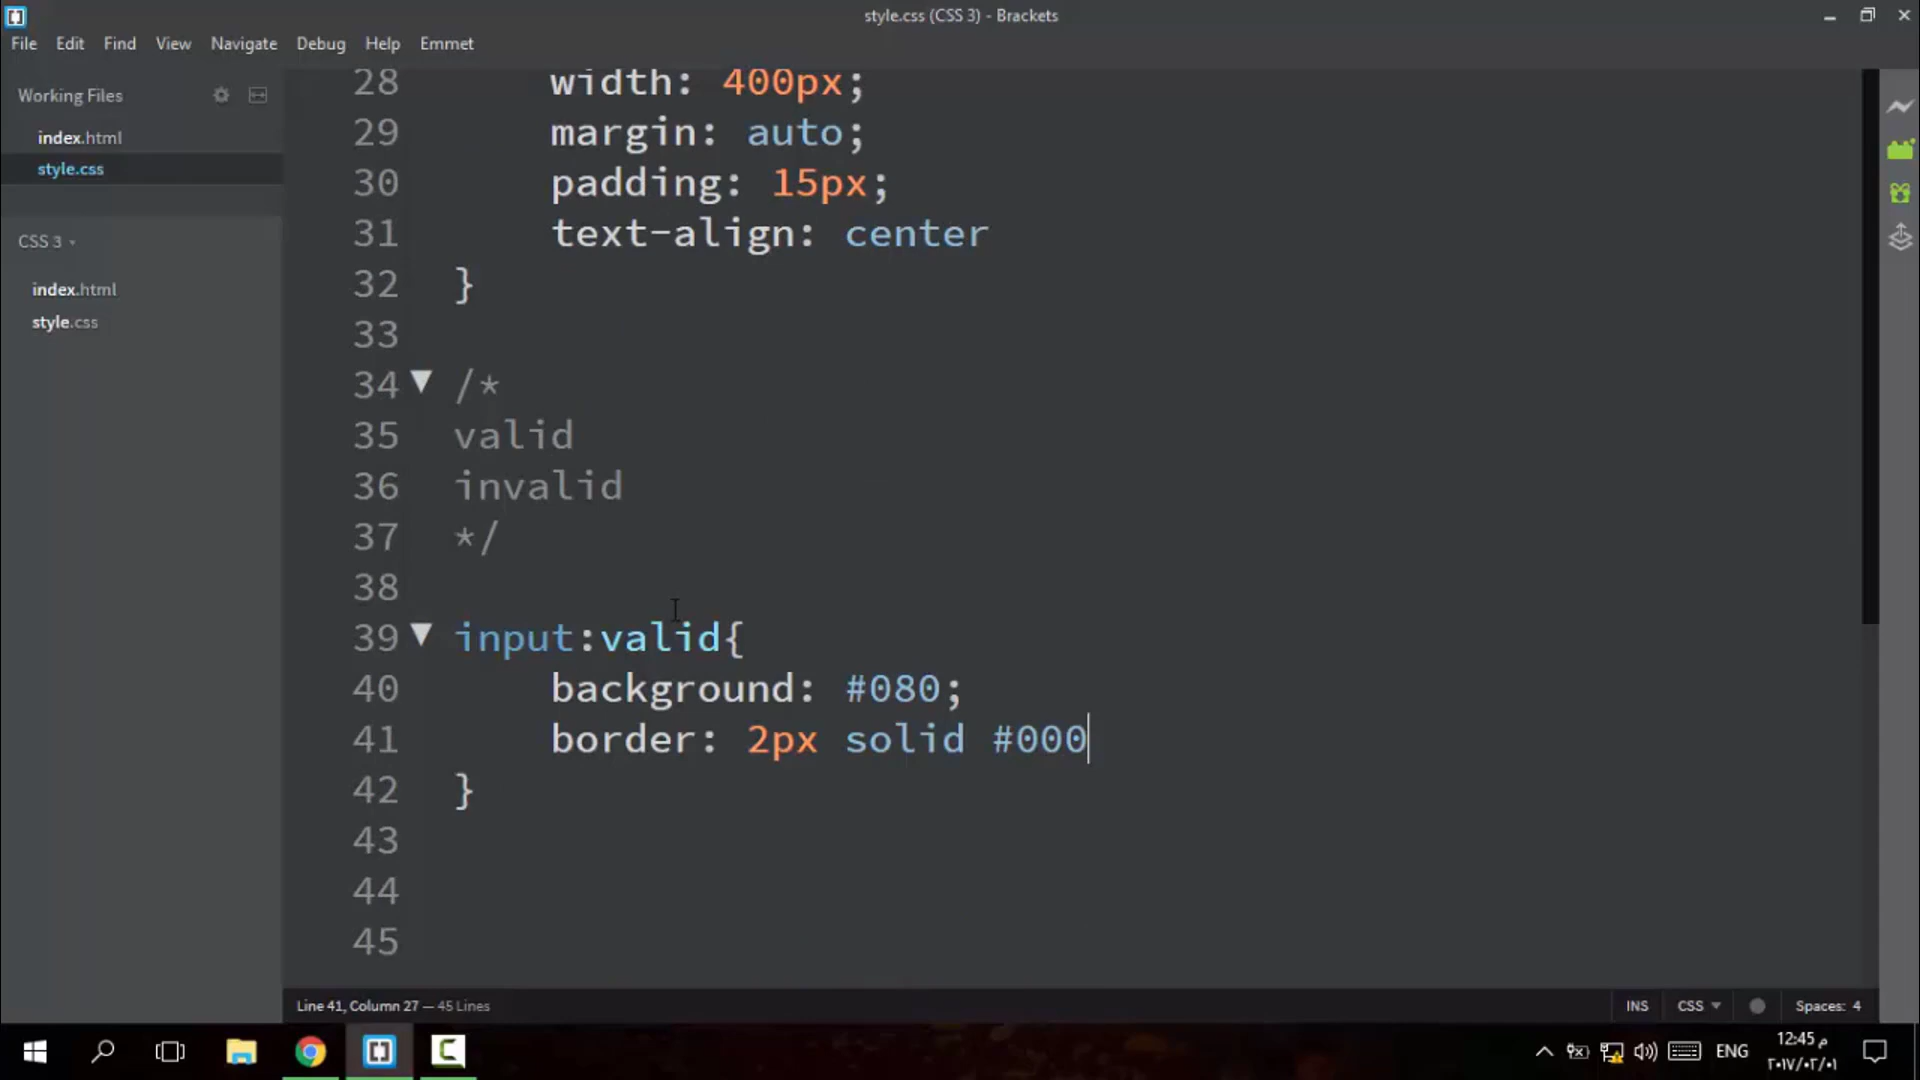 style.css (CSS 3) - Brackets
File Edit Find View Navigate Debug Help Emmet
Working Files
index.html
style.css
CSS 3
index.html
style.css
28 width: 400px;
29 margin: auto;
30 padding: 15px;
31 text-align: center
32 }
33
34 /*
35 valid
36 invalid
37 */
38
39 input:valid{
40 background: #080;
41 border: 2px solid #000
42 }
43
44
45
Line 41, Column 27 — 45 Lines
INS CSS Spaces: 4
ENG
12:45 م
٢٠١٧/٠٢/٠١